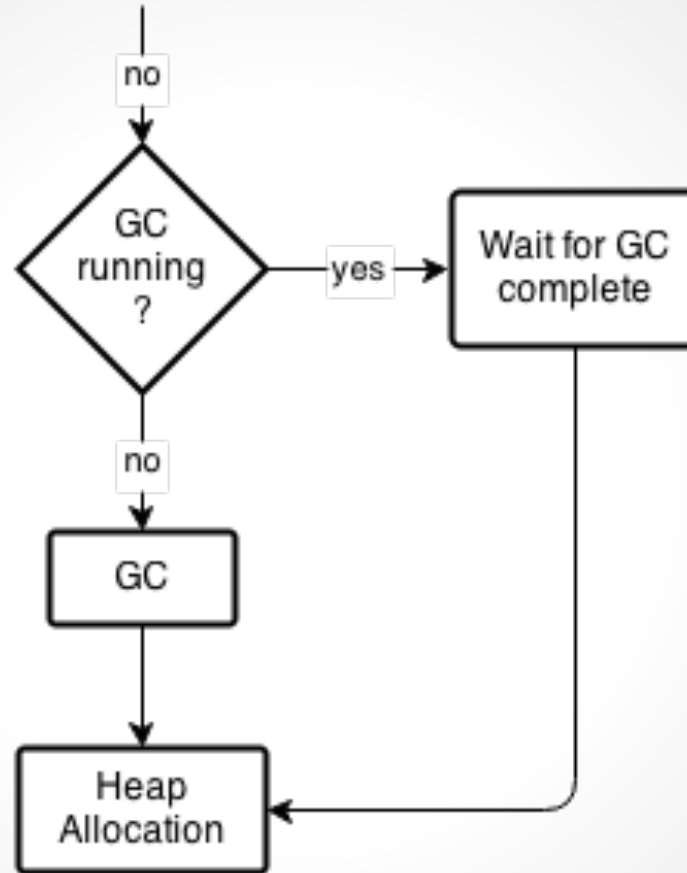 no
GC
running
?
yes
Wait for GC
complete
no
GC
Heap
Allocation